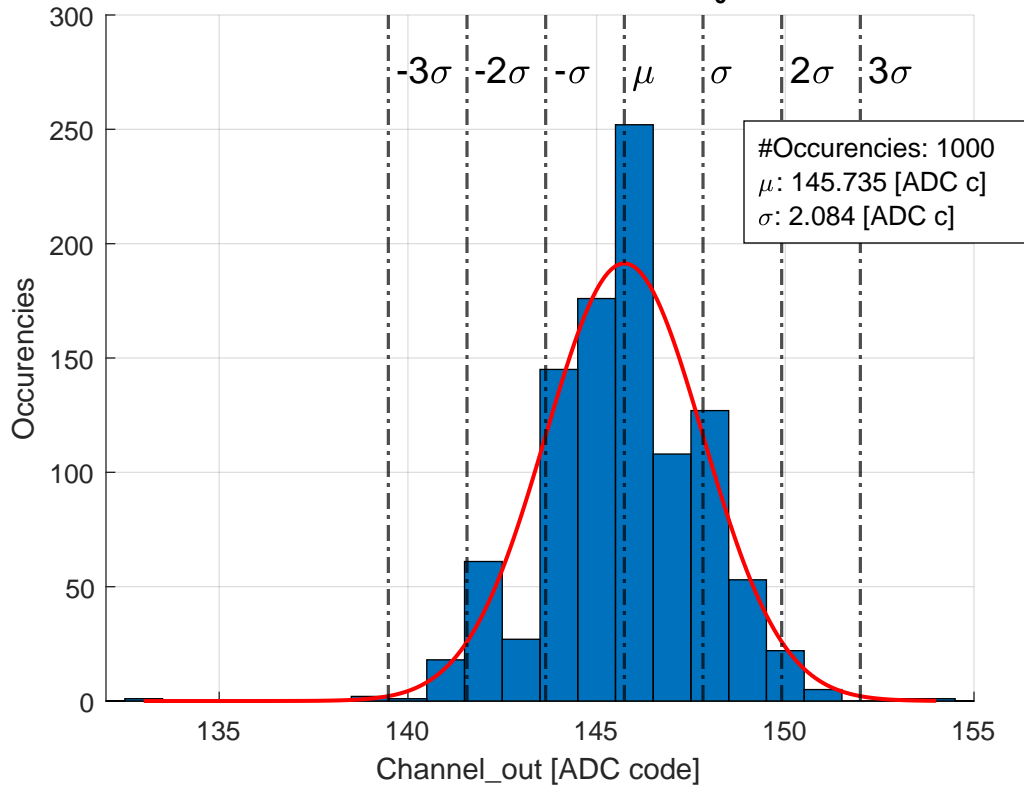 300
250
200
150
100
50
0
-3σ
-2σ
-σ
μ
σ
2σ
3σ
#Occurencies: 1000
μ: 145.735 [ADC c]
σ: 2.084 [ADC c]
Occurencies
135
140
145
150
155
Channel_out [ADC code]